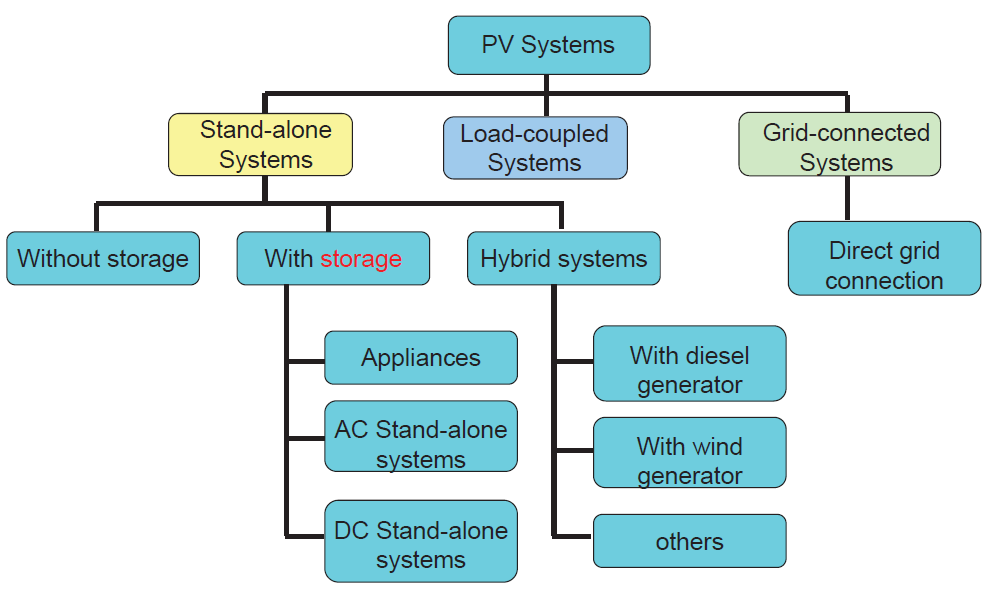 PV Systems
Stand-alone
Systems
Load-coupled
Systems
Grid-connected
Systems
Without storage
With storage
Hybrid systems
Direct grid
connection
Appliances
AC Stand-alone
systems
DC Stand-alone
systems
With diesel
generator
With wind
generator
others